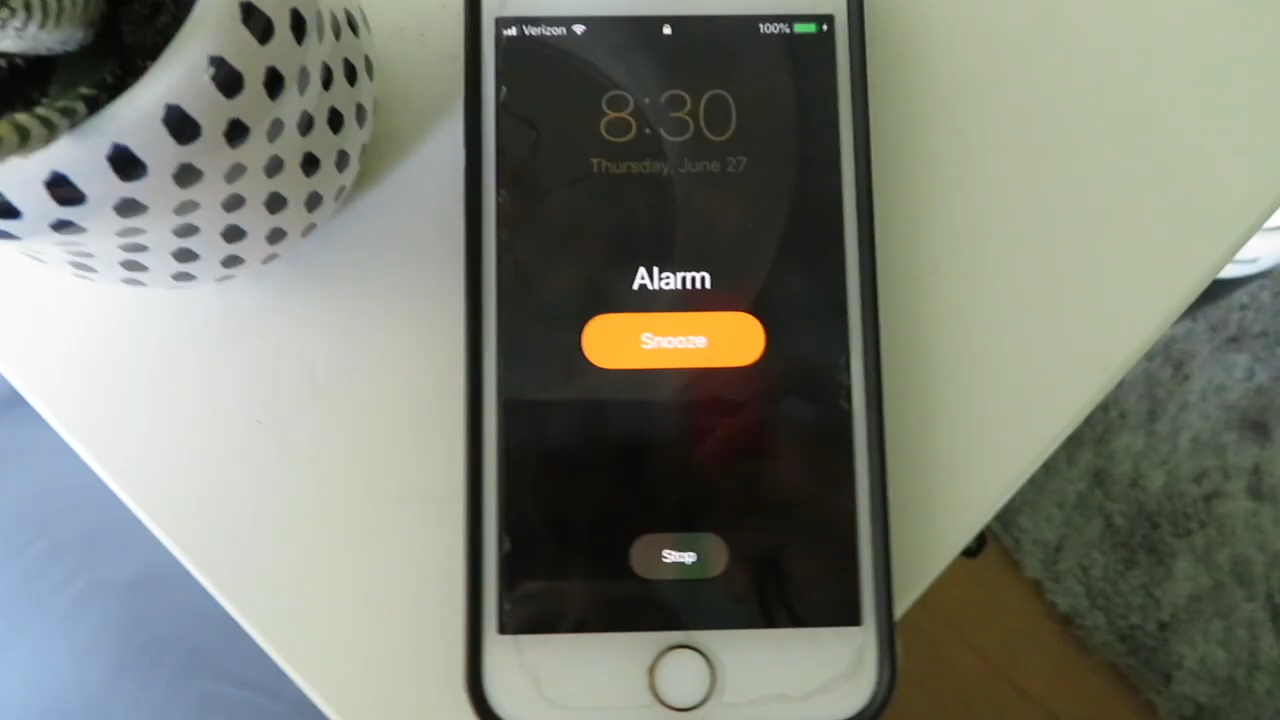 Verizon 100%
8:30
Thursday, June 27
Alarm
Snooze
Stop